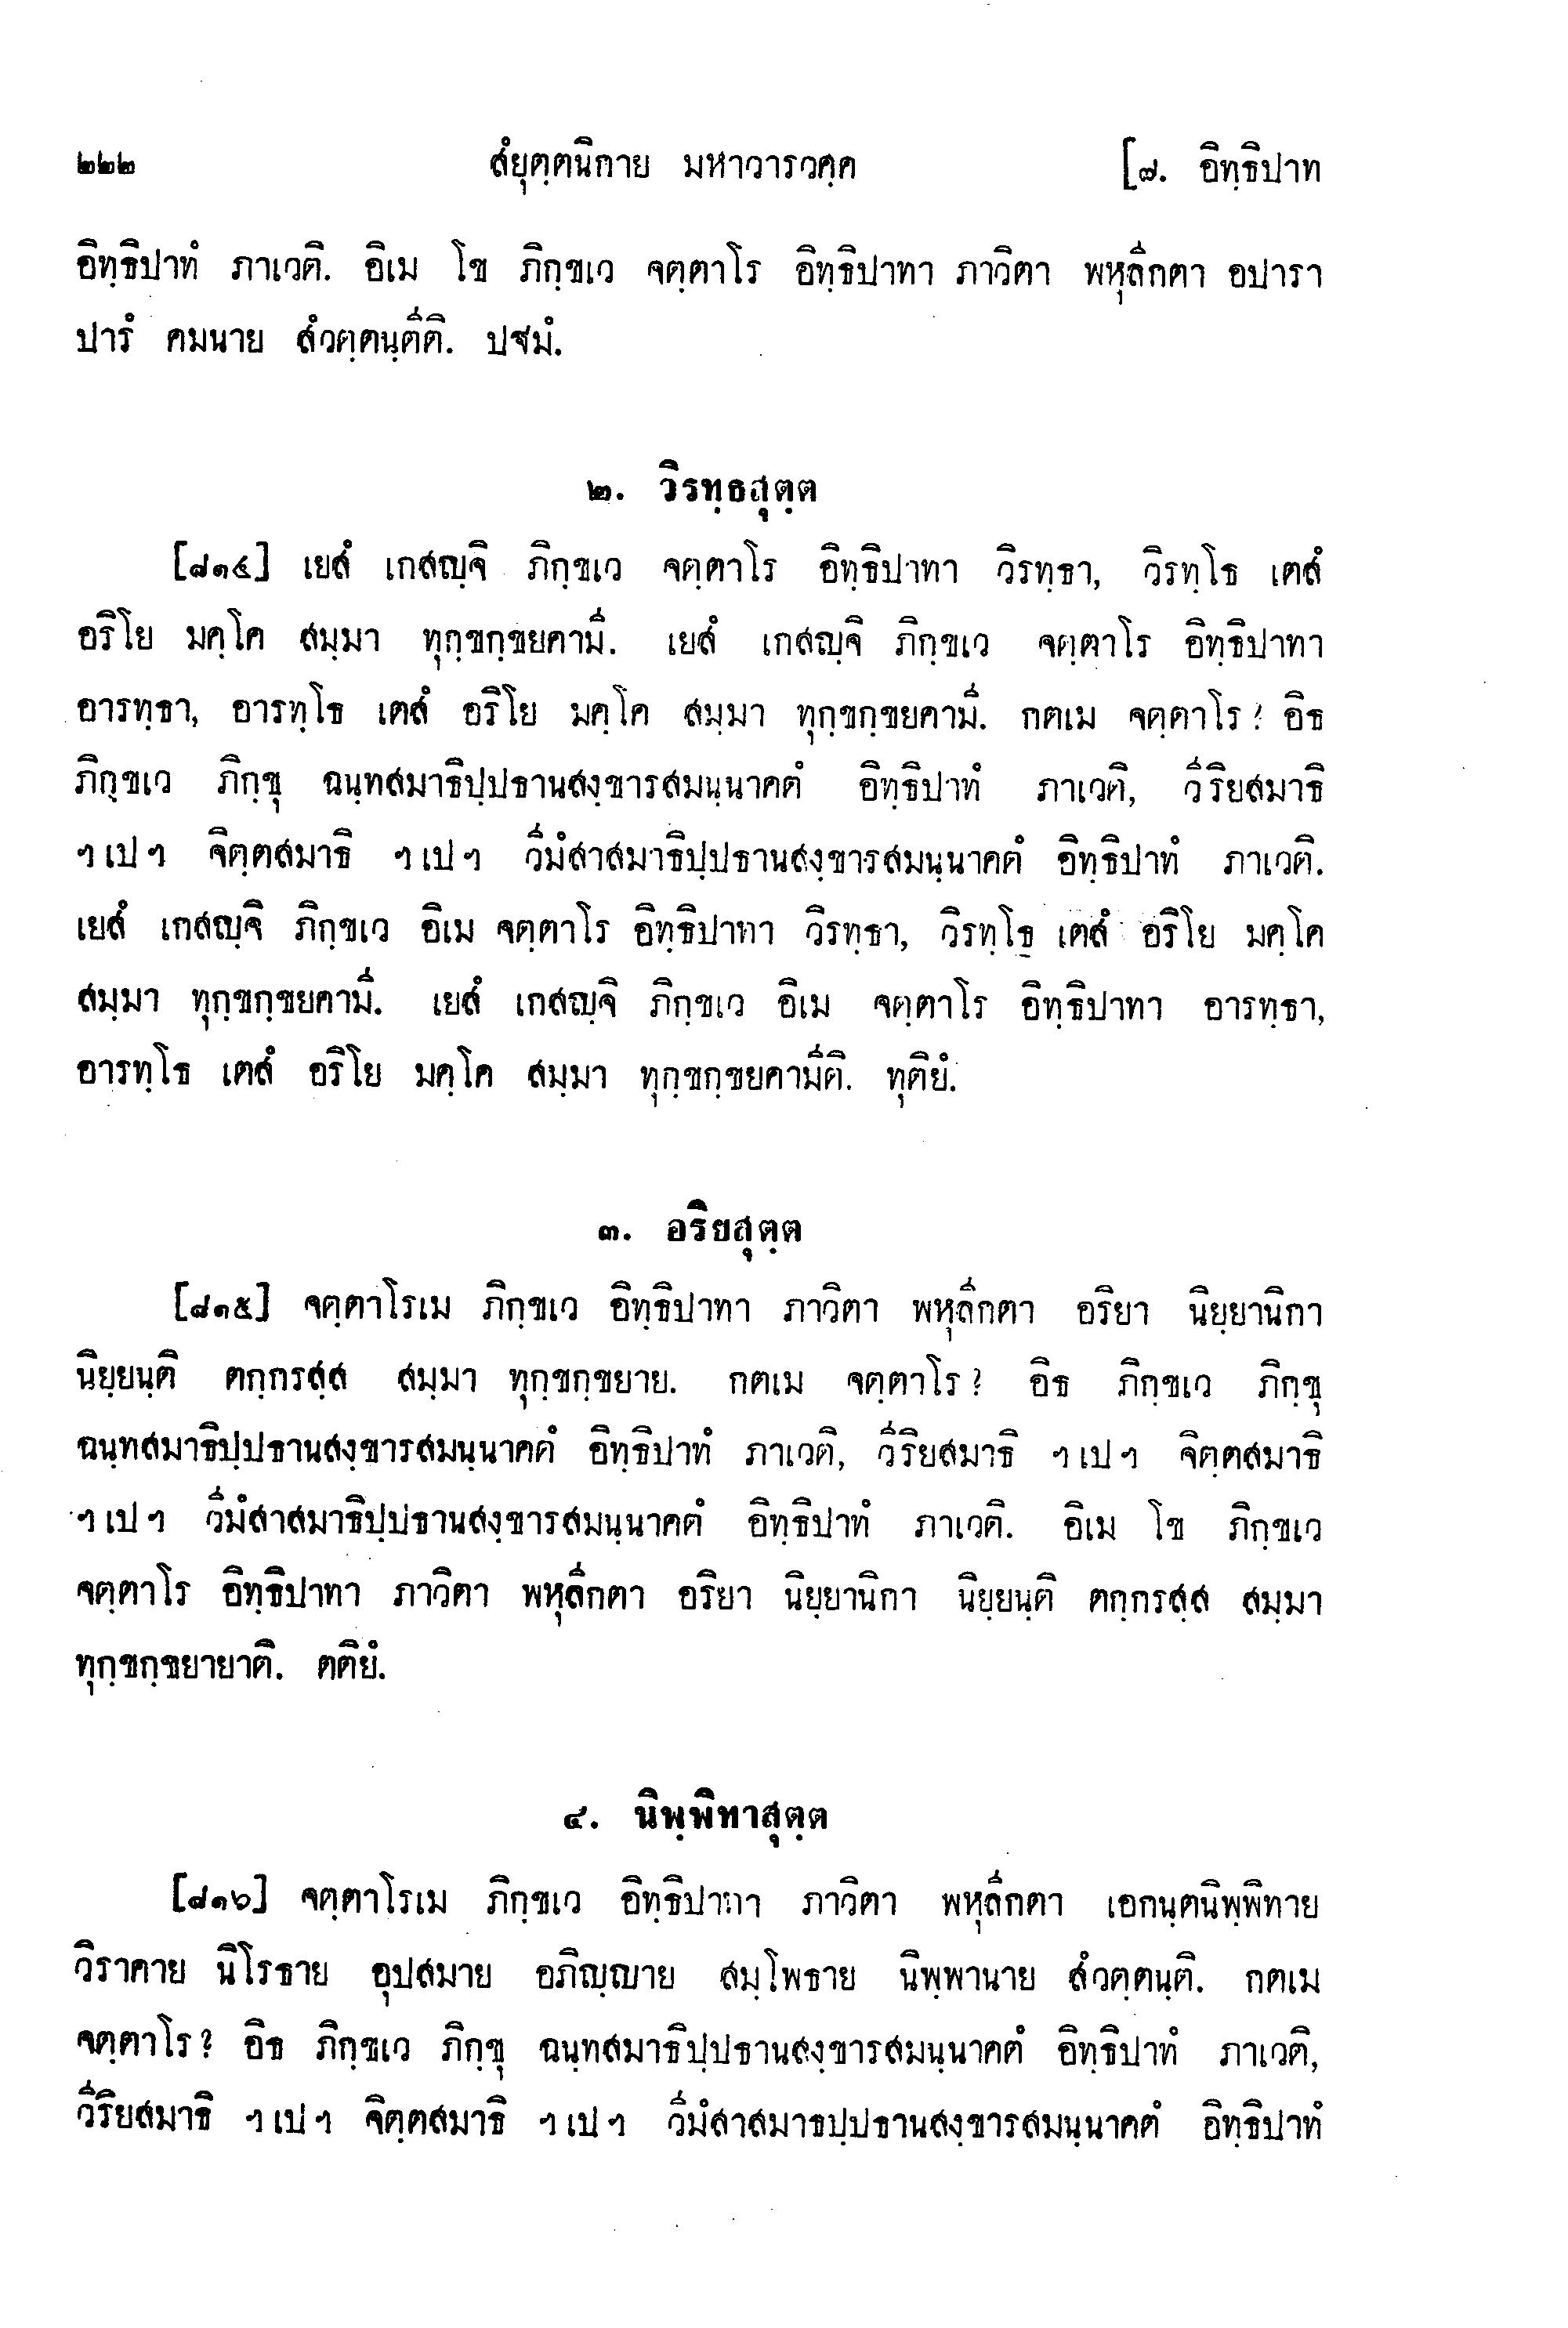 ๒๒๒ สํยุตฺตนิกาย มหาวารวคฺค [๗. อิทฺธิปาท
อิทฺธิปาทํ ภาเวติ. อิเม โข ภิกฺขเว จตฺตาโร อิทฺธิปาทา ภาวิตา พหุลีกตา อปารา
ปารํ คมนาย สํวตฺตนฺตีติ. ปฐมํ.
๒. วิรทฺธสุตฺต
[๘๑๔] เยสํ เกสญฺจิ ภิกฺขเว จตฺตาโร อิทฺธิปาทา วิรทฺธา, วิรทฺโธ เตสํ
อริโย มคฺโค สมฺมา ทุกฺขกฺขยคามี. เยสํ เกสญฺจิ ภิกฺขเว จตฺตาโร อิทฺธิปาทา
อารทฺธา, อารทฺโธ เตสํ อริโย มคฺโค สมฺมา ทุกฺขกฺขยคามี. กตเม จตฺตาโร? อิธ
ภิกฺขเว ภิกฺขุ ฉนฺทสมาธิปฺปธานสงฺขารสมนฺนาคตํ อิทฺธิปาทํ ภาเวติ, วีริยสมาธิ
ฯเปฯ จิตฺตสมาธิ ฯเปฯ วีมํสาสมาธิปฺปธานสงฺขารสมนฺนาคตํ อิทฺธิปาทํ ภาเวติ.
เยสํ เกสญฺจิ ภิกฺขเว อิเม จตฺตาโร อิทฺธิปาทา วิรทฺธา, วิรทฺโธ เตสํ อริโย มคฺโค
สมฺมา ทุกฺขกฺขยคามี. เยสํ เกสญฺจิ ภิกฺขเว อิเม จตฺตาโร อิทฺธิปาทา อารทฺธา,
อารทฺโธ เตสํ อริโย มคฺโค สมฺมา ทุกฺขกฺขยคามีติ. ทุติยํ.
๓. อริยสุตฺต
[๘๑๕] จตฺตาโรเม ภิกฺขเว อิทฺธิปาทา ภาวิตา พหุลีกตา อริยา นิยฺยานิกา
นิยฺยนฺติ ตกฺกรสฺส สมฺมา ทุกฺขกฺขยาย. กตเม จตฺตาโร? อิธ ภิกฺขเว ภิกฺขุ
ฉนฺทสมาธิปฺปธานสงฺขารสมนฺนาคตํ อิทฺธิปาทํ ภาเวติ, วีริยสมาธิ ฯเปฯ จิตฺตสมาธิ
ฯเปฯ วีมํสาสมาธิปฺปธานสงฺขารสมนฺนาคตํ อิทฺธิปาทํ ภาเวติ. อิเม โข ภิกฺขเว
จตฺตาโร อิทฺธิปาทา ภาวิตา พหุลีกตา อริยา นิยฺยานิกา นิยฺยนฺติ ตกฺกรสฺส สมฺมา
ทุกฺขกฺขยายาติ. ตติยํ.
๔. นิพฺพิทาสุตฺต
[๘๑๖] จตฺตาโรเม ภิกฺขเว อิทฺธิปาทา ภาวิตา พหุลีกตา เอกนฺตนิพฺพิทาย
วิราคาย นิโรธาย อุปสมาย อภิญฺญาย สมฺโพธาย นิพฺพานาย สํวตฺตนฺติ. กตเม
จตฺตาโร? อิธ ภิกฺขเว ภิกฺขุ ฉนฺทสมาธิปฺปธานสงฺขารสมนฺนาคตํ อิทฺธิปาทํ ภาเวติ,
วีริยสมาธิ ฯเปฯ จิตฺตสมาธิ ฯเปฯ วีมํสาสมาธปฺปธานสงฺขารสมนฺนาคตํ อิทฺธิปาทํ